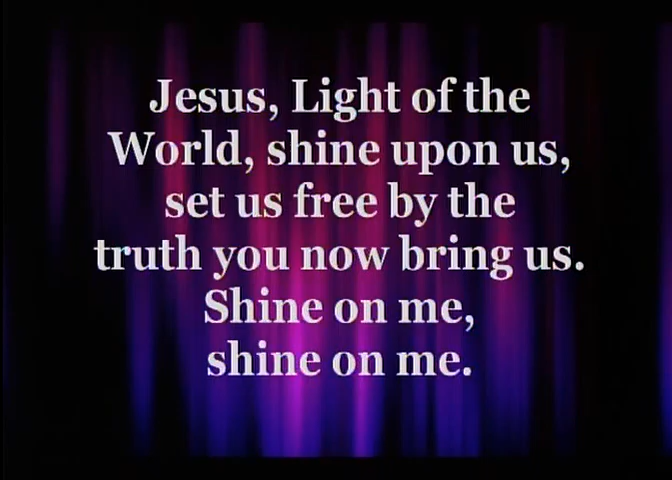 Jesus, Light of the
World, shine upon us,
set us free by the
truth you now bring us.
Shine on me,
shine on me.